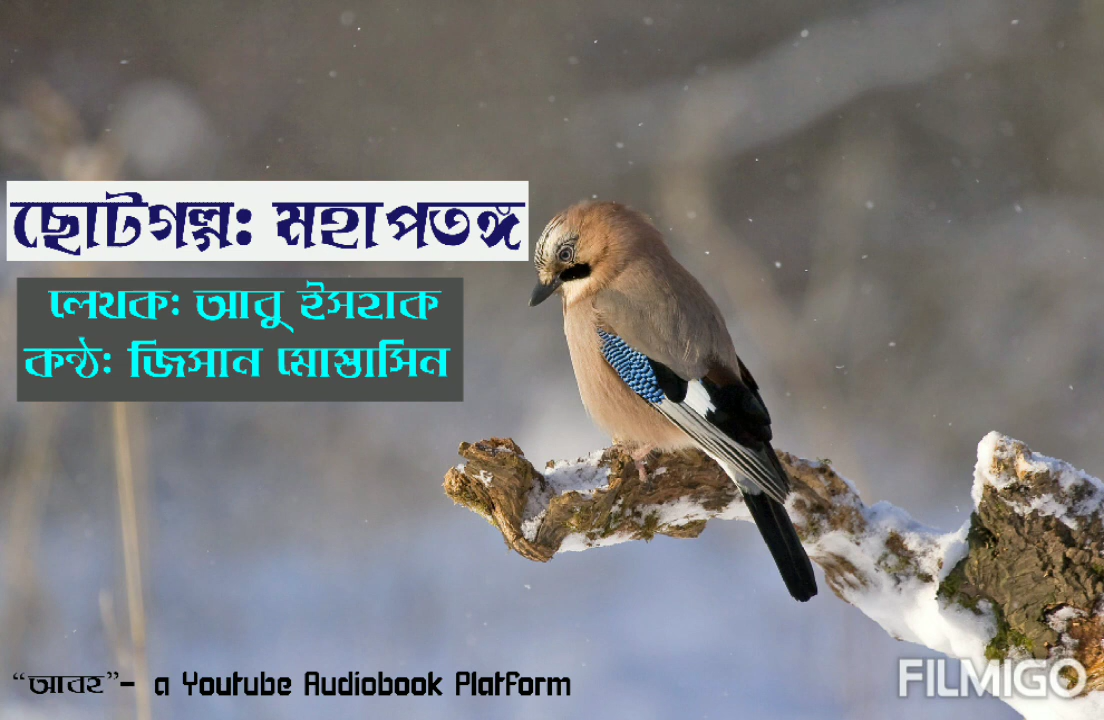 ছোটগল্প: মহাপতঙ্গ
লেখক: আবু ইসহাক
কন্ঠ: জিসান মোস্তাসিন
“আবহ”- a Youtube Audiobook Platform
FILMIGO